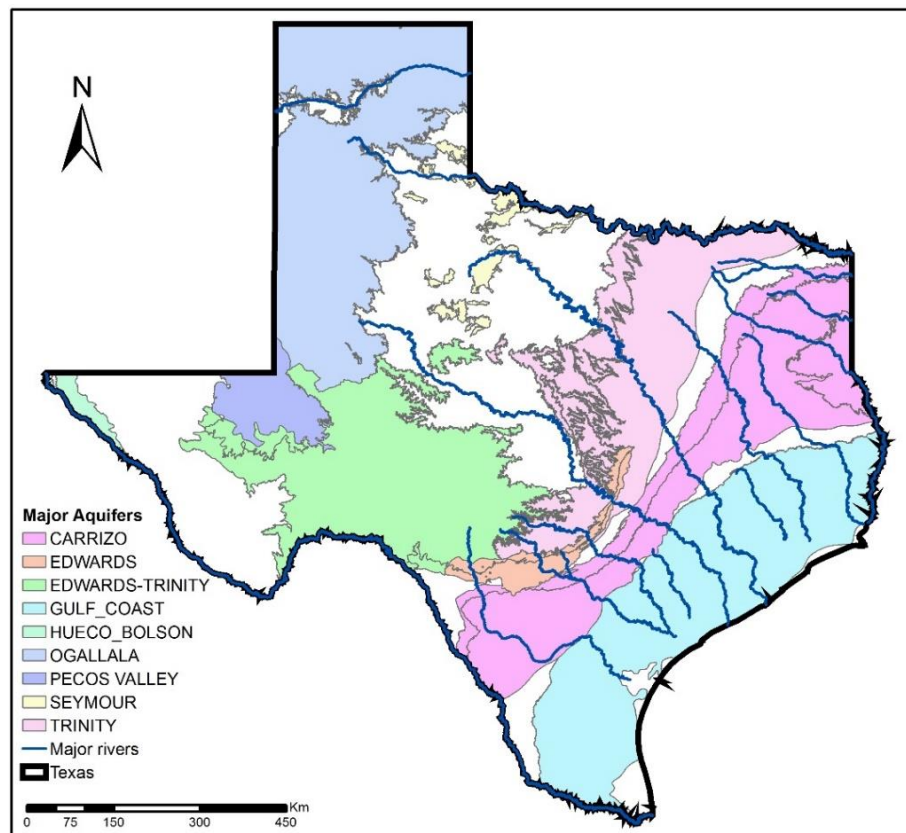 N
Major Aquifers
CARRIZO
EDWARDS
EDWARDS-TRINITY
GULF_COAST
HUECO_BOLSON
OGALLALA
PECOS VALLEY
SEYMOUR
TRINITY
Major rivers
Texas
Km
0 75 150 300 450